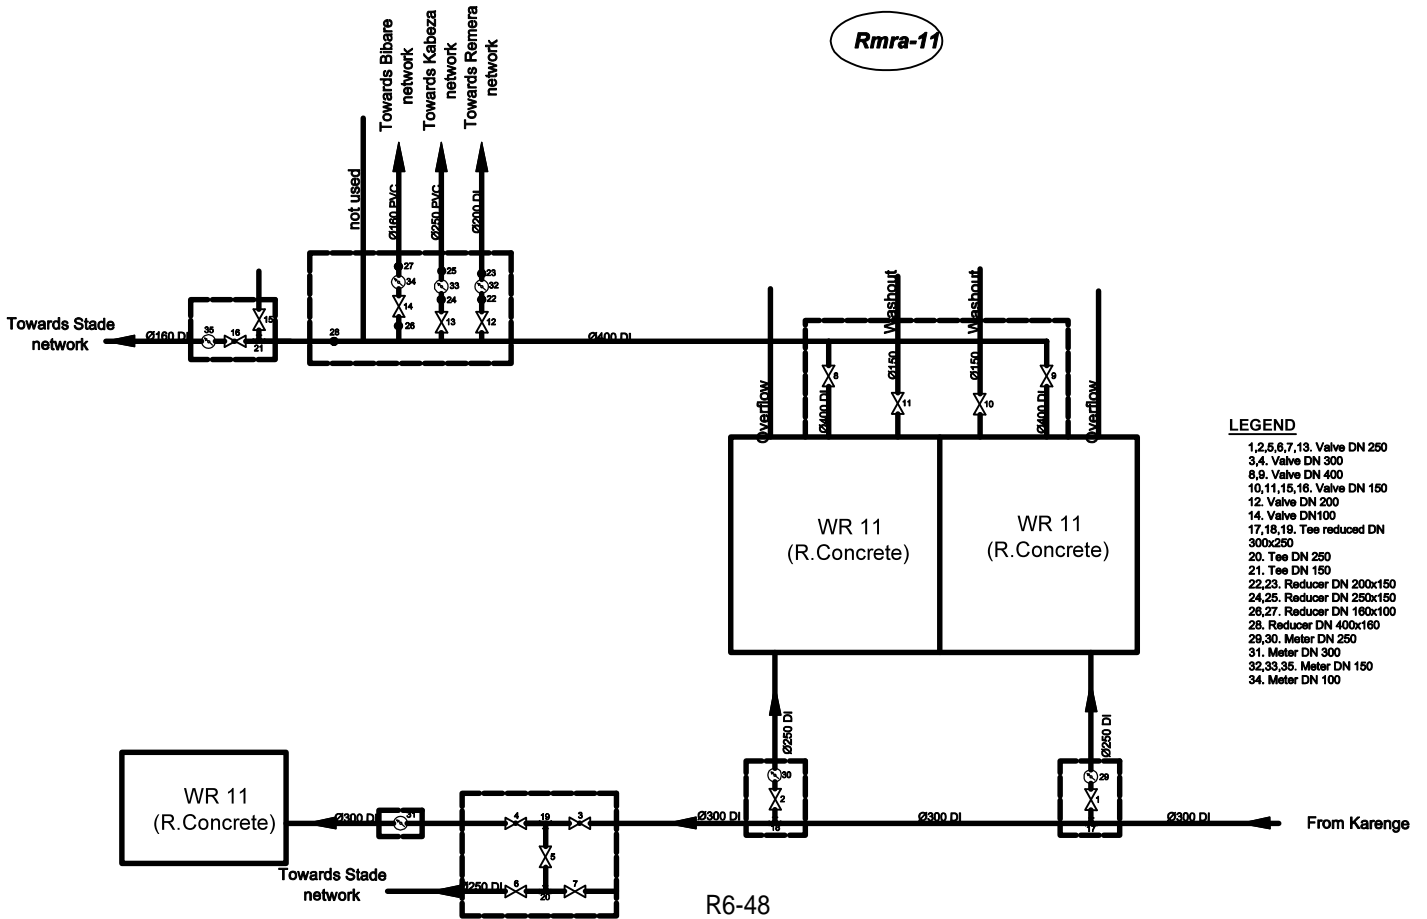 Rmra-11
Towards Bibare
network
Towards Kabeza
network
Towards Remera
network
not used
Ø160 PVC
Ø250 PVC
Ø200 DI
27
34
14
26
25
33
24
13
23
32
22
12
28
Towards Stade
network
Ø160 DI
35
16
15
21
Ø400 DI
Washout
Washout
Ø150
Ø150
8
9
11
10
Ø400 DI
Ø400 DI
Overflow
Overflow
WR 11
(R.Concrete)
WR 11
(R.Concrete)
LEGEND
1,2,5,6,7,13. Valve DN 250
3,4. Valve DN 300
8,9. Valve DN 400
10,11,15,16. Valve DN 150
12. Valve DN 200
14. Valve DN100
17,18,19. Tee reduced DN
300x250
20. Tee DN 250
21. Tee DN 150
22,23. Reducer DN 200x150
24,25. Reducer DN 250x150
26,27. Reducer DN 160x100
28. Reducer DN 400x160
29,30. Meter DN 250
31. Meter DN 300
32,33,35. Meter DN 150
34. Meter DN 100
Ø250 DI
Ø250 DI
30
2
18
29
1
17
WR 11
(R.Concrete)
Ø300 DI
31
4
19
3
5
Ø300 DI
Ø300 DI
Ø300 DI
From Karenge
Towards Stade
network
Ø250 DI
6
20
7
R6-48